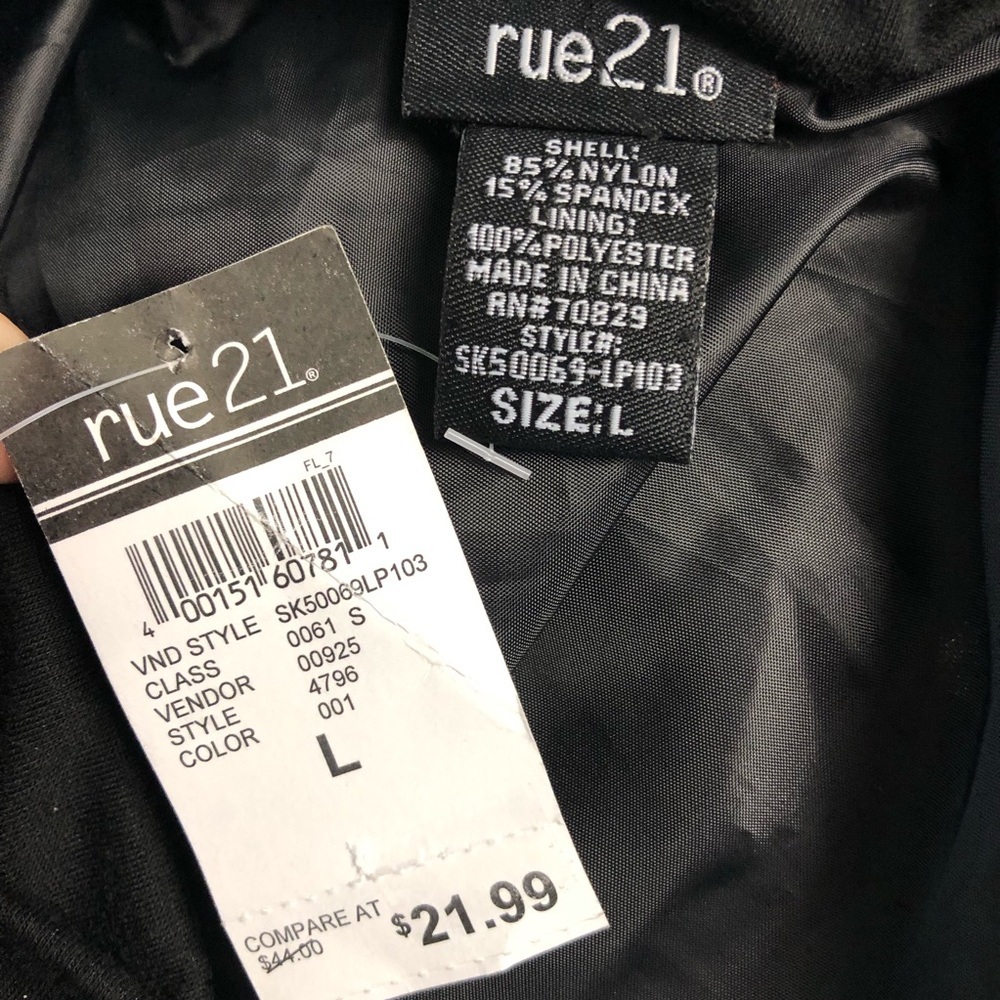 rue21®
SHELL:
85%NYLON
15%SPANDEX
LINING:
100%POLYESTER
MADE IN CHINA
RN#70829
STYLE#:
SK50069-LP103
SIZE:L
rue21®
FL_7
4 00151 60781 1
VND STYLE SK50069LP103
CLASS 0061 S
VENDOR 00925
STYLE 4796
COLOR 001
L
COMPARE AT $21.99
$44.00